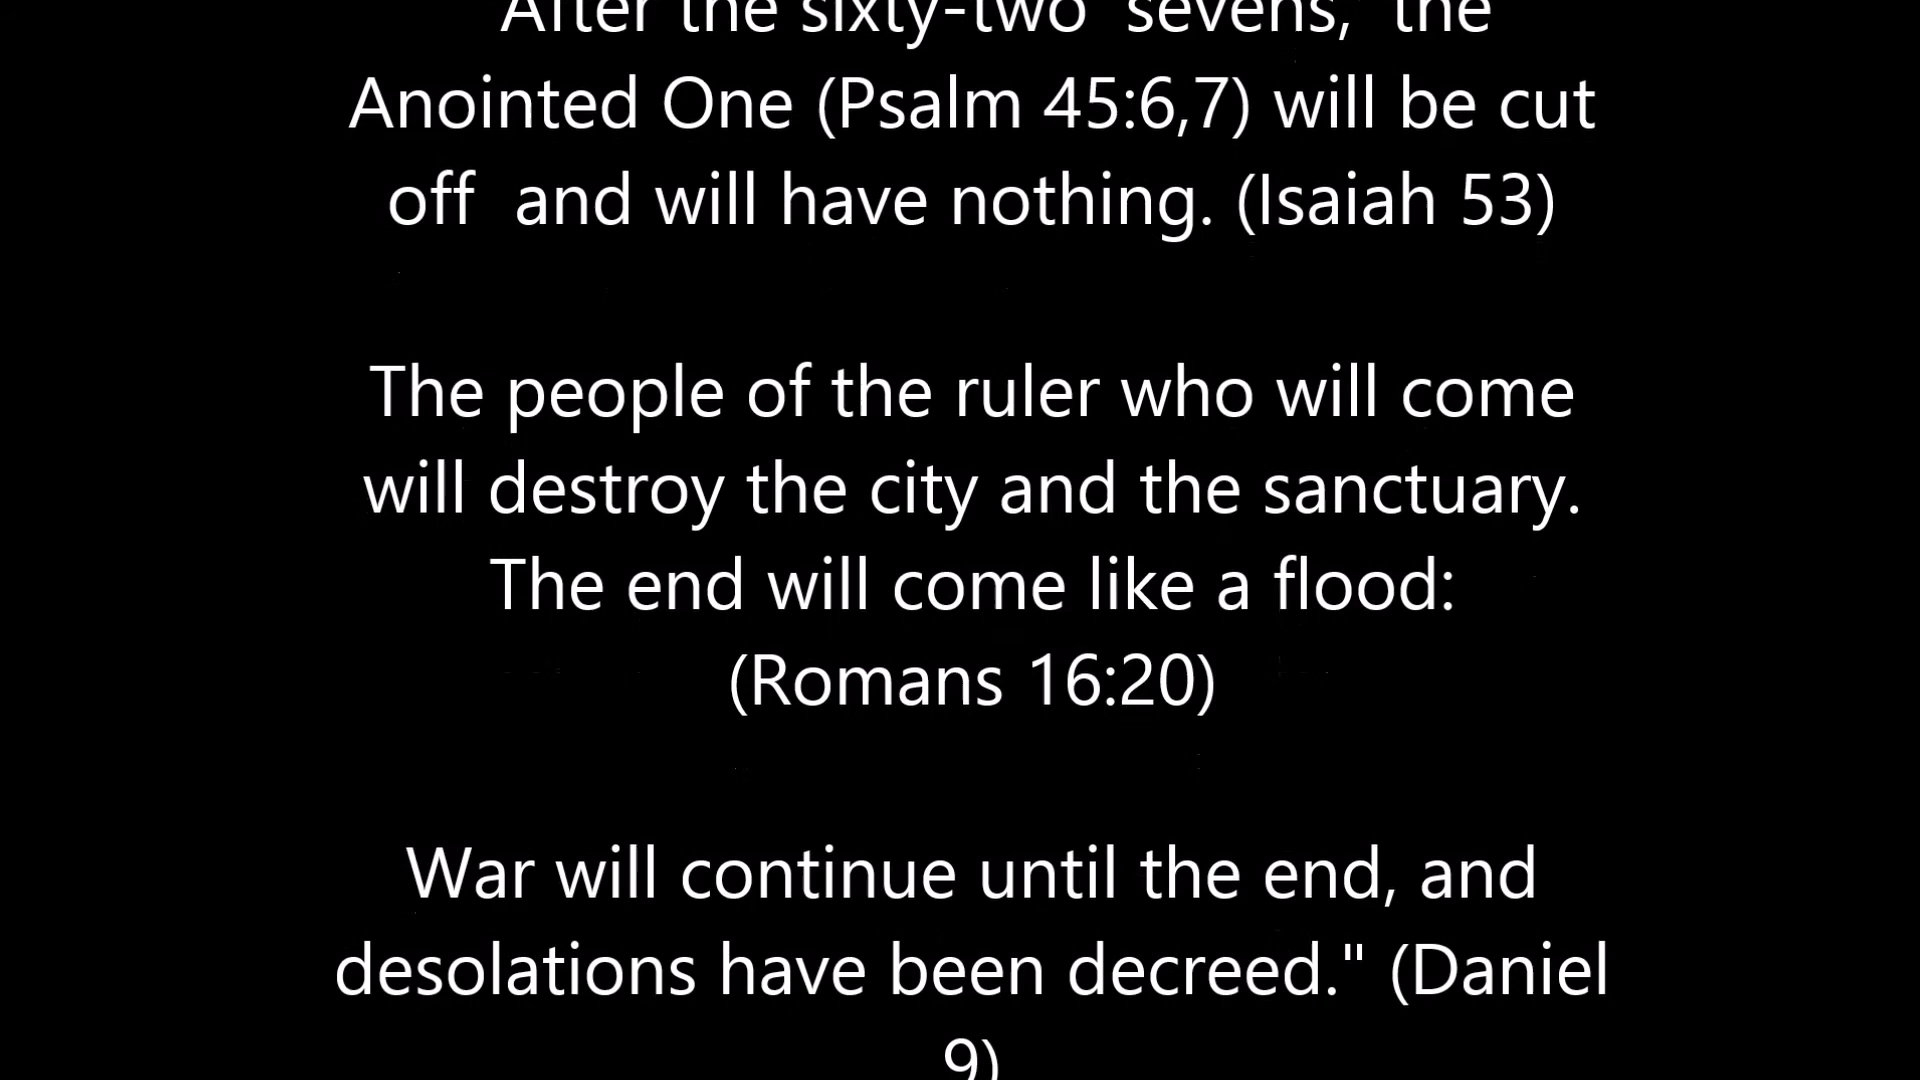 After the sixty-two 'sevens,' the
Anointed One (Psalm 45:6,7) will be cut
off  and will have nothing. (Isaiah 53)
The people of the ruler who will come
will destroy the city and the sanctuary.
The end will come like a flood:
(Romans 16:20)
War will continue until the end, and
desolations have been decreed." (Daniel
9)